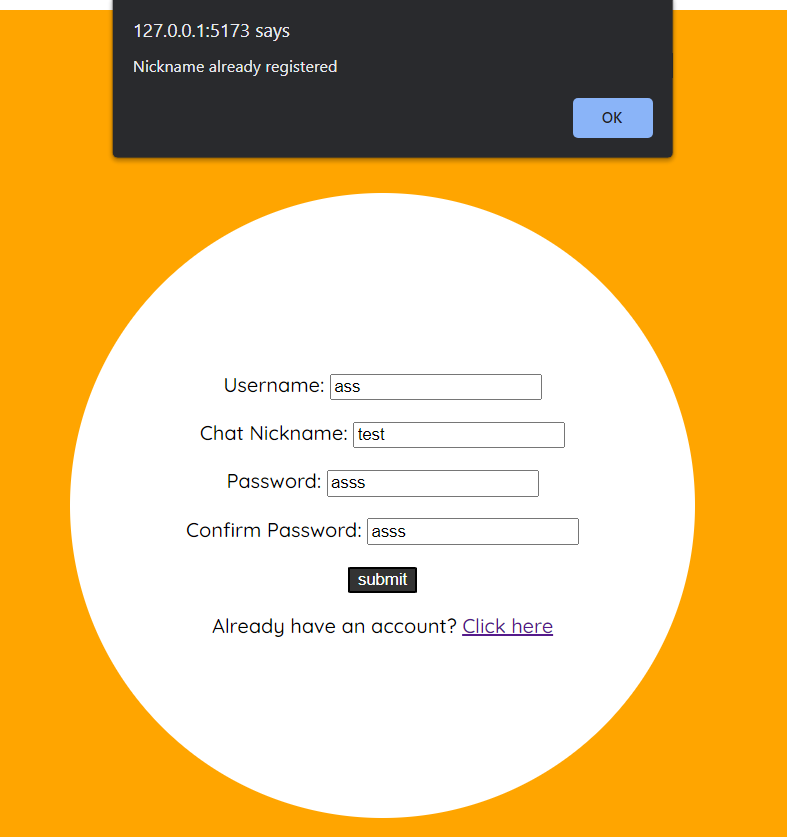 127.0.0.1:5173 says
Nickname already registered
OK
Username: ass
Chat Nickname: test
Password: asss
Confirm Password: asss
submit
Already have an account? Click here